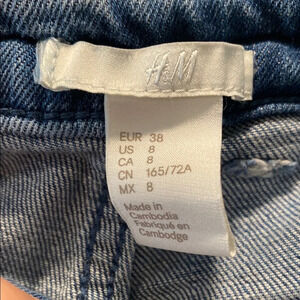 H&M
EUR 38
US 8
CA 8
CN 165/72A
MX 8
Made in
Cambodia
Fabriqué en
Cambodge